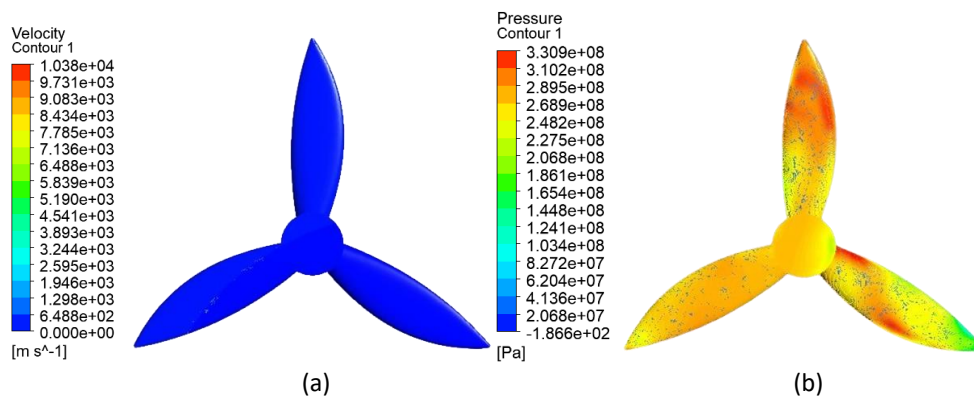 Velocity
Contour 1
1.038e+04
9.731e+03
9.083e+03
8.434e+03
7.785e+03
7.136e+03
6.488e+03
5.839e+03
5.190e+03
4.541e+03
3.893e+03
3.244e+03
2.595e+03
1.946e+03
1.298e+03
6.488e+02
0.000e+00
[m s^-1]
(a)
Pressure
Contour 1
3.309e+08
3.102e+08
2.895e+08
2.689e+08
2.482e+08
2.275e+08
2.068e+08
1.861e+08
1.654e+08
1.448e+08
1.241e+08
1.034e+08
8.272e+07
6.204e+07
4.136e+07
2.068e+07
-1.866e+02
[Pa]
(b)